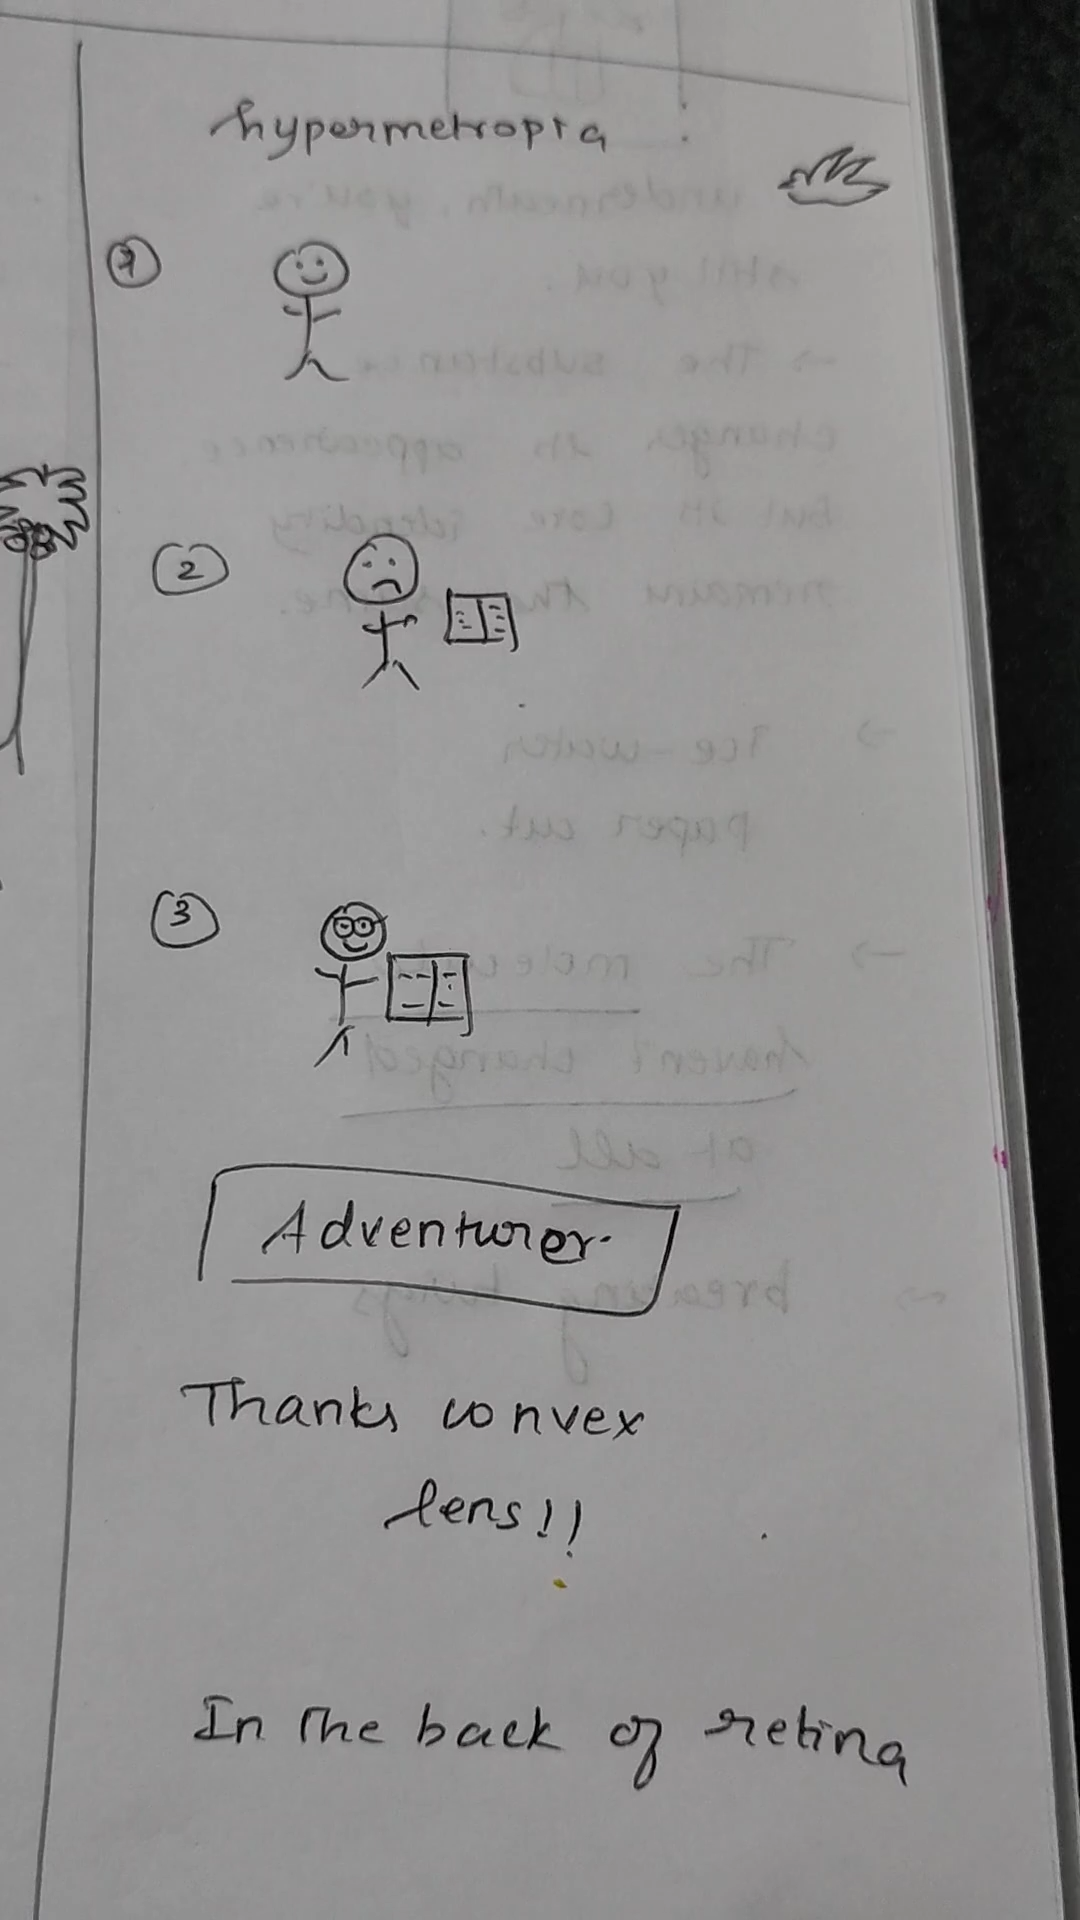 hypermetropia
1
2
3
Adventurer
Thanks convex
lens!!
In the back of retina